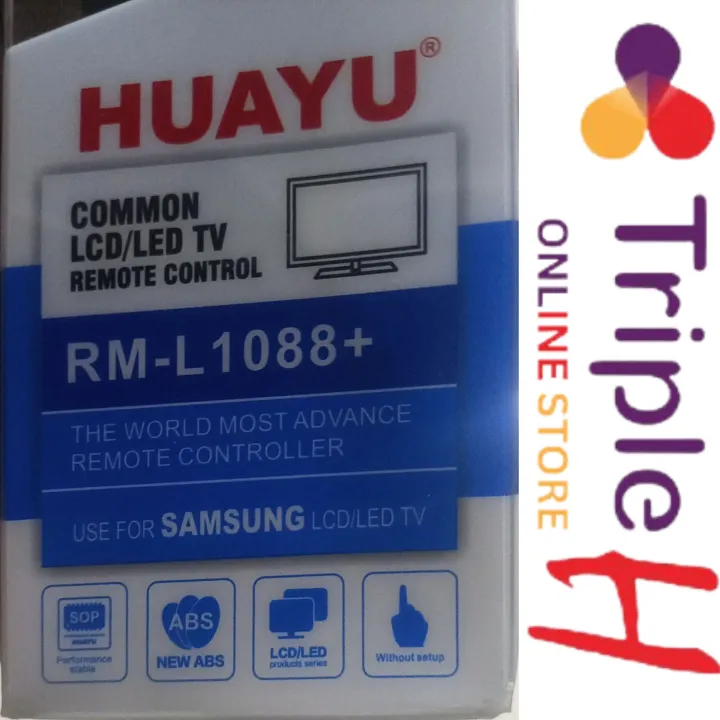 HUAYU®
COMMON
LCD/LED TV
REMOTE CONTROL
RM-L1088+
THE WORLD MOST ADVANCE
REMOTE CONTROLLER
USE FOR SAMSUNG LCD/LED TV
SOP
HUAYU
Performance
stable
ABS
NEW ABS
LCD/LED
products series
Without setup
Triple H
ONLINE STORE